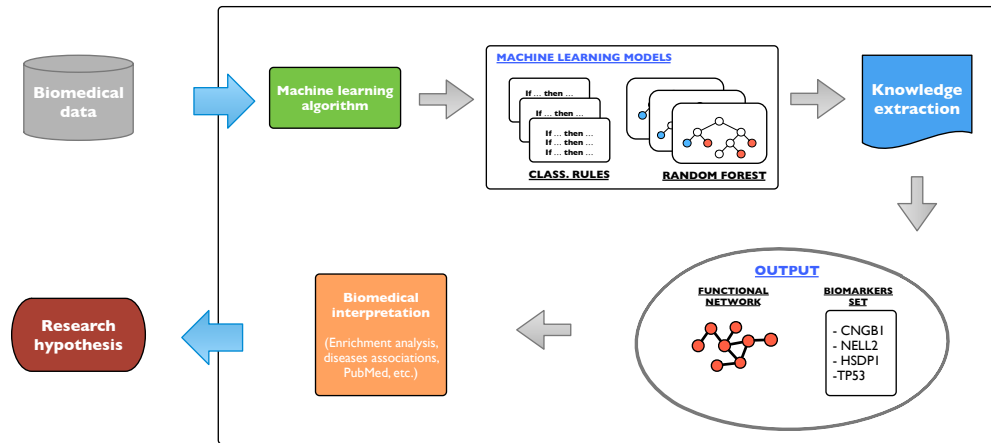 Biomedical
data
Machine learning
algorithm
MACHINE LEARNING MODELS
If ... then ...
If ... then ...
If ... then ...
If ... then ...
If ... then ...
CLASS. RULES
RANDOM FOREST
Knowledge
extraction
OUTPUT
FUNCTIONAL
NETWORK
BIOMARKERS
SET
- CNGB1
- NELL2
- HSDP1
-TP53
Biomedical
interpretation
(Enrichment analysis,
diseases associations,
PubMed, etc.)
Research
hypothesis